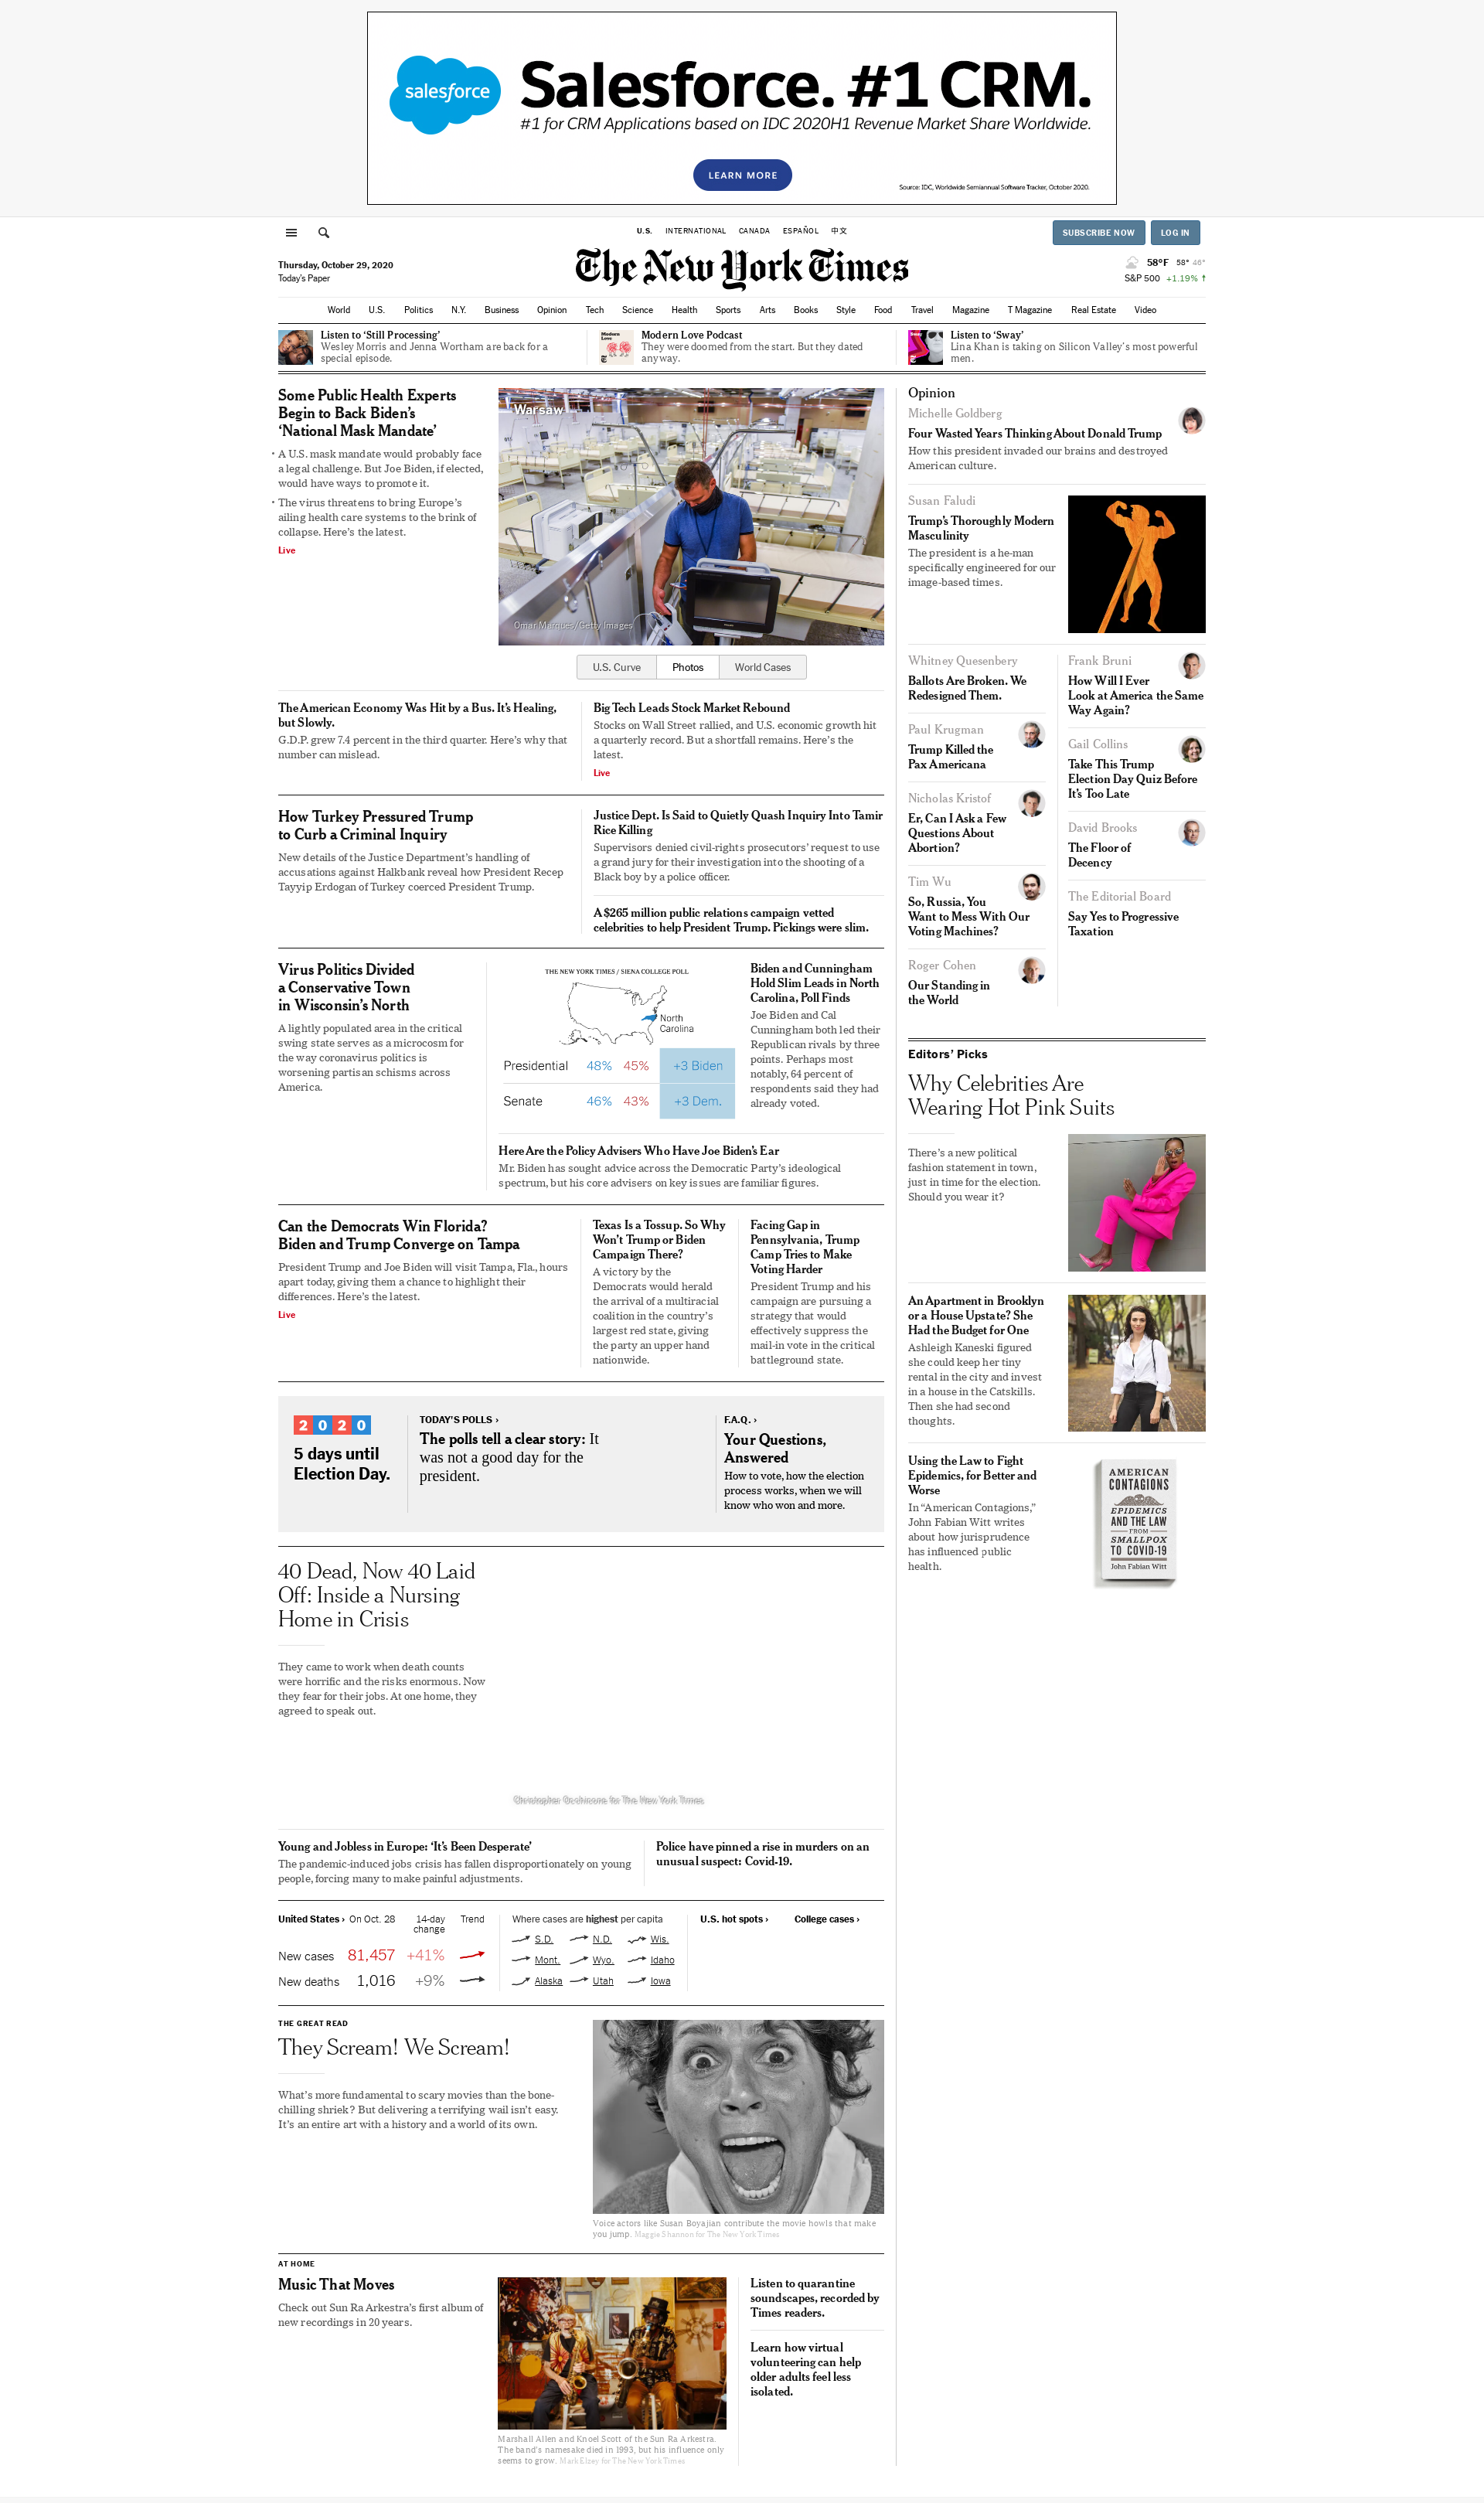 salesforce
Salesforce. #1 CRM.
#1 for CRM Applications based on IDC 2020H1 Revenue Market Share Worldwide.
LEARN MORE
Source: IDC, Worldwide Semiannual Software Tracker, October 2020.
U.S.
INTERNATIONAL
CANADA
ESPAÑOL
中文
SUBSCRIBE NOW
LOG IN
Thursday, October 29, 2020
Today's Paper
The New York Times
58°F 58° 46°
S&P 500 +1.19% ↑
World U.S. Politics N.Y. Business Opinion Tech Science Health Sports Arts Books Style Food Travel Magazine T Magazine Real Estate Video
Listen to ‘Still Processing’
Wesley Morris and Jenna Wortham are back for a
special episode.
Modern Love
Modern Love Podcast
They were doomed from the start. But they dated
anyway.
Listen to ‘Sway’
Lina Khan is taking on Silicon Valley’s most powerful
men.
Some Public Health Experts
Begin to Back Biden’s
‘National Mask Mandate’
• A U.S. mask mandate would probably face
a legal challenge. But Joe Biden, if elected,
would have ways to promote it.
• The virus threatens to bring Europe’s
ailing health care systems to the brink of
collapse. Here’s the latest.
Live
Warsaw
Omar Marques/Getty Images
U.S. Curve
Photos
World Cases
The American Economy Was Hit by a Bus. It’s Healing,
but Slowly.
G.D.P. grew 7.4 percent in the third quarter. Here’s why that
number can mislead.
Big Tech Leads Stock Market Rebound
Stocks on Wall Street rallied, and U.S. economic growth hit
a quarterly record. But a shortfall remains. Here’s the
latest.
Live
How Turkey Pressured Trump
to Curb a Criminal Inquiry
New details of the Justice Department’s handling of
accusations against Halkbank reveal how President Recep
Tayyip Erdogan of Turkey coerced President Trump.
Justice Dept. Is Said to Quietly Quash Inquiry Into Tamir
Rice Killing
Supervisors denied civil-rights prosecutors’ request to use
a grand jury for their investigation into the shooting of a
Black boy by a police officer.
A $265 million public relations campaign vetted
celebrities to help President Trump. Pickings were slim.
Virus Politics Divided
a Conservative Town
in Wisconsin’s North
A lightly populated area in the critical
swing state serves as a microcosm for
the way coronavirus politics is
worsening partisan schisms across
America.
THE NEW YORK TIMES / SIENA COLLEGE POLL
North
Carolina
Presidential 48% 45% +3 Biden
Senate 46% 43% +3 Dem.
Biden and Cunningham
Hold Slim Leads in North
Carolina, Poll Finds
Joe Biden and Cal
Cunningham both led their
Republican rivals by three
points. Perhaps most
notably, 64 percent of
respondents said they had
already voted.
Here Are the Policy Advisers Who Have Joe Biden’s Ear
Mr. Biden has sought advice across the Democratic Party’s ideological
spectrum, but his core advisers on key issues are familiar figures.
Can the Democrats Win Florida?
Biden and Trump Converge on Tampa
President Trump and Joe Biden will visit Tampa, Fla., hours
apart today, giving them a chance to highlight their
differences. Here’s the latest.
Live
Texas Is a Tossup. So Why
Won’t Trump or Biden
Campaign There?
A victory by the
Democrats would herald
the arrival of a multiracial
coalition in the country’s
largest red state, giving
the party an upper hand
nationwide.
Facing Gap in
Pennsylvania, Trump
Camp Tries to Make
Voting Harder
President Trump and his
campaign are pursuing a
strategy that would
effectively suppress the
mail-in vote in the critical
battleground state.
2020
5 days until
Election Day.
TODAY’S POLLS ›
The polls tell a clear story: It
was not a good day for the
president.
F.A.Q. ›
Your Questions,
Answered
How to vote, how the election
process works, when we will
know who won and more.
40 Dead, Now 40 Laid
Off: Inside a Nursing
Home in Crisis
They came to work when death counts
were horrific and the risks enormous. Now
they fear for their jobs. At one home, they
agreed to speak out.
Christopher Occhicone for The New York Times
Young and Jobless in Europe: ‘It’s Been Desperate’
The pandemic-induced jobs crisis has fallen disproportionately on young
people, forcing many to make painful adjustments.
Police have pinned a rise in murders on an
unusual suspect: Covid-19.
United States › On Oct. 28 14-day change Trend
New cases 81,457 +41%
New deaths 1,016 +9%
Where cases are highest per capita
S.D. N.D. Wis.
Mont. Wyo. Idaho
Alaska Utah Iowa
U.S. hot spots ›
College cases ›
THE GREAT READ
They Scream! We Scream!
What’s more fundamental to scary movies than the bone-
chilling shriek? But delivering a terrifying wail isn’t easy.
It’s an entire art with a history and a world of its own.
Voice actors like Susan Boyajian contribute the movie howls that make
you jump. Maggie Shannon for The New York Times
AT HOME
Music That Moves
Check out Sun Ra Arkestra’s first album of
new recordings in 20 years.
Marshall Allen and Knoel Scott of the Sun Ra Arkestra.
The band’s namesake died in 1993, but his influence only
seems to grow. Mark Elzey for The New York Times
Listen to quarantine
soundscapes, recorded by
Times readers.
Learn how virtual
volunteering can help
older adults feel less
isolated.
Opinion
Michelle Goldberg
Four Wasted Years Thinking About Donald Trump
How this president invaded our brains and destroyed
American culture.
Susan Faludi
Trump’s Thoroughly Modern
Masculinity
The president is a he-man
specifically engineered for our
image-based times.
Whitney Quesenbery
Ballots Are Broken. We
Redesigned Them.
Paul Krugman
Trump Killed the
Pax Americana
Nicholas Kristof
Er, Can I Ask a Few
Questions About
Abortion?
Tim Wu
So, Russia, You
Want to Mess With Our
Voting Machines?
Roger Cohen
Our Standing in
the World
Frank Bruni
How Will I Ever
Look at America the Same
Way Again?
Gail Collins
Take This Trump
Election Day Quiz Before
It’s Too Late
David Brooks
The Floor of
Decency
The Editorial Board
Say Yes to Progressive
Taxation
Editors’ Picks
Why Celebrities Are
Wearing Hot Pink Suits
There’s a new political
fashion statement in town,
just in time for the election.
Should you wear it?
An Apartment in Brooklyn
or a House Upstate? She
Had the Budget for One
Ashleigh Kaneski figured
she could keep her tiny
rental in the city and invest
in a house in the Catskills.
Then she had second
thoughts.
Using the Law to Fight
Epidemics, for Better and
Worse
In “American Contagions,”
John Fabian Witt writes
about how jurisprudence
has influenced public
health.
AMERICAN
CONTAGIONS
EPIDEMICS
AND THE LAW
FROM
SMALLPOX
TO COVID-19
John Fabian Witt